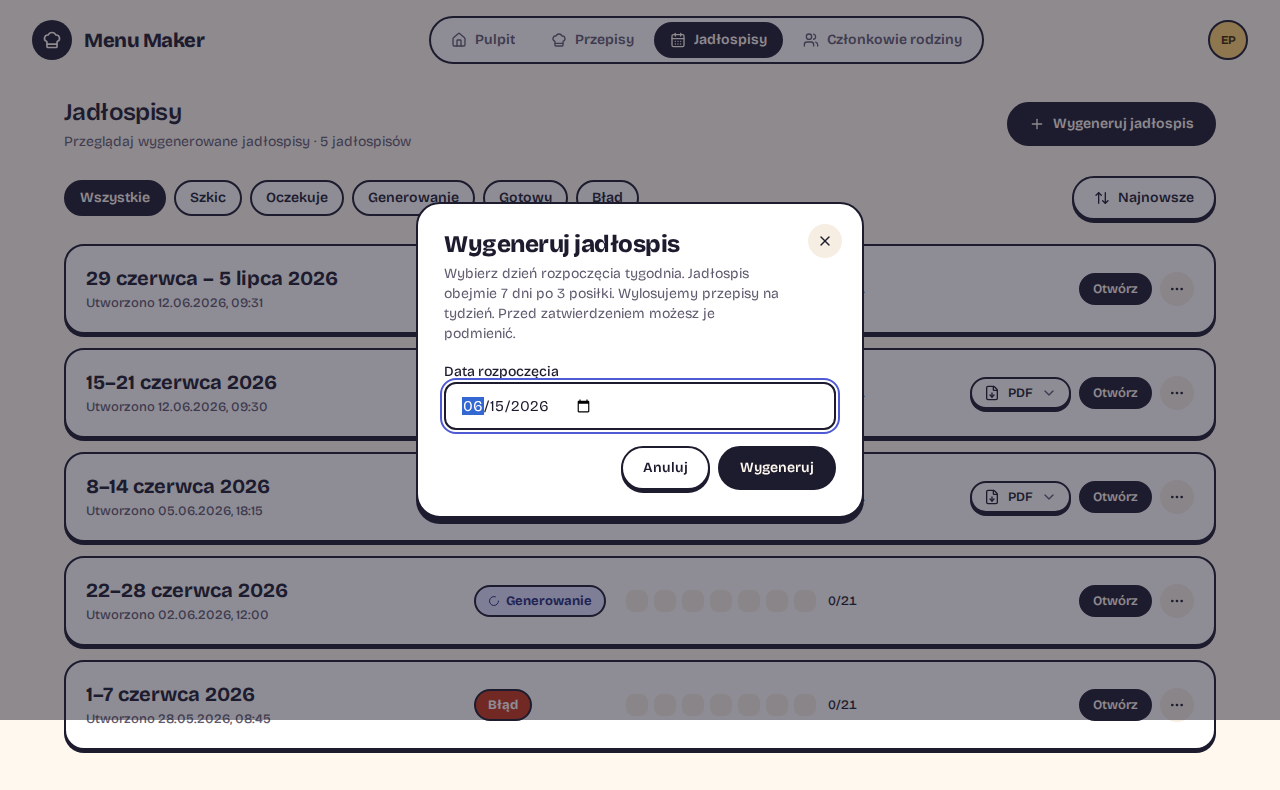 Menu Maker
Pulpit
Przepisy
Jadłospisy
Członkowie rodziny
EP
Jadłospisy
Przeglądaj wygenerowane jadłospisy · 5 jadłospisów
Wygeneruj jadłospis
Wszystkie
Szkic
Oczekuje
Generowanie
Gotowy
Błąd
Najnowsze
29 czerwca – 5 lipca 2026
Utworzono 12.06.2026, 09:31
Otwórz
15–21 czerwca 2026
Utworzono 12.06.2026, 09:30
PDF
Otwórz
8–14 czerwca 2026
Utworzono 05.06.2026, 18:15
PDF
Otwórz
22–28 czerwca 2026
Utworzono 02.06.2026, 12:00
Generowanie
0/21
Otwórz
1–7 czerwca 2026
Utworzono 28.05.2026, 08:45
Błąd
0/21
Otwórz
Wygeneruj jadłospis
Wybierz dzień rozpoczęcia tygodnia. Jadłospis
obejmie 7 dni po 3 posiłki. Wylosujemy przepisy na
tydzień. Przed zatwierdzeniem możesz je
podmienić.
Data rozpoczęcia
06/15/2026
Anuluj
Wygeneruj